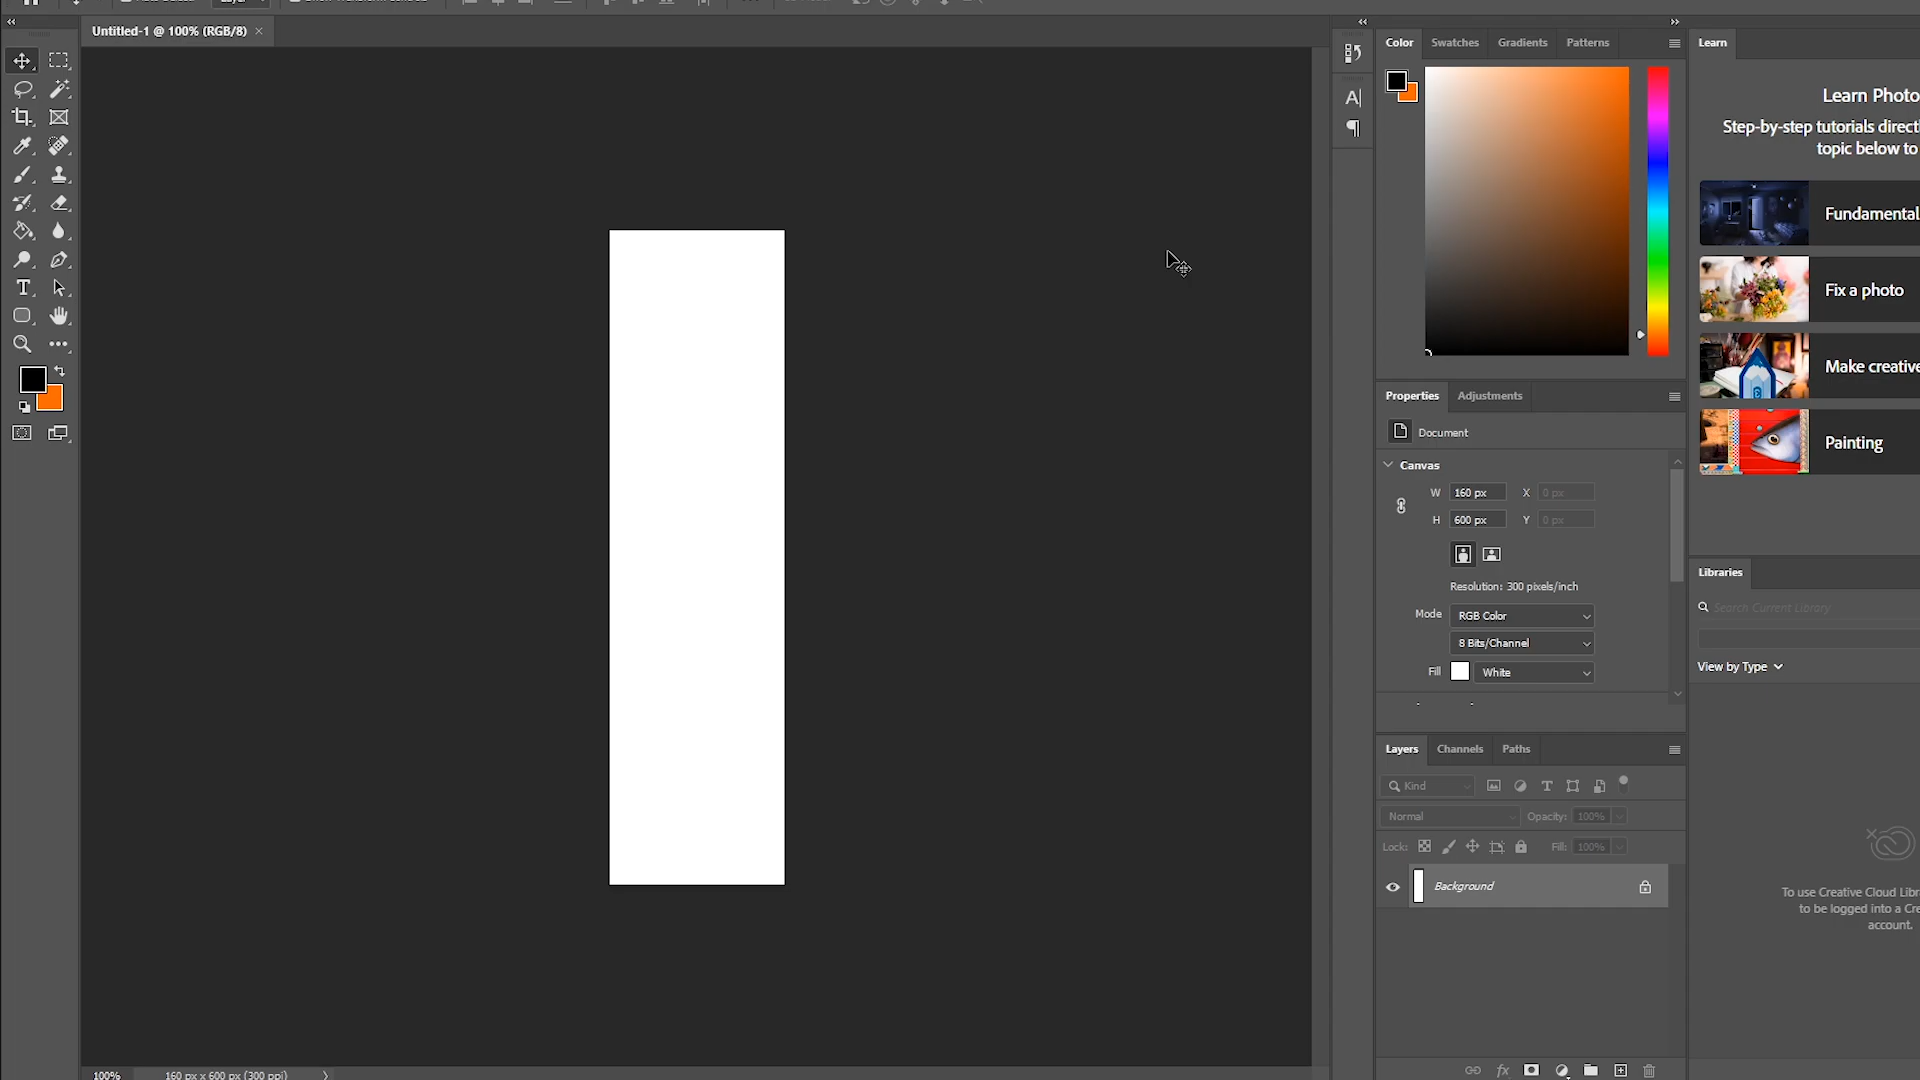 Untitled-1 @ 100% (RGB/8) ×
Color Swatches Gradients Patterns
Learn
Learn Photo
Step-by-step tutorials directl
topic below to
Fundamental
Fix a photo
Make creative
Painting
Properties Adjustments
Document
Canvas
W 160 px X 0 px
H 600 px Y 0 px
Resolution: 300 pixels/inch
Mode RGB Color
8 Bits/Channel
Fill White
Libraries
Search Current Library
View by Type
Layers Channels Paths
Kind
Normal Opacity: 100%
Lock: Fill: 100%
Background
To use Creative Cloud Libr
to be logged into a Cre
account.
100% 160 px x 600 px (300 ppi)